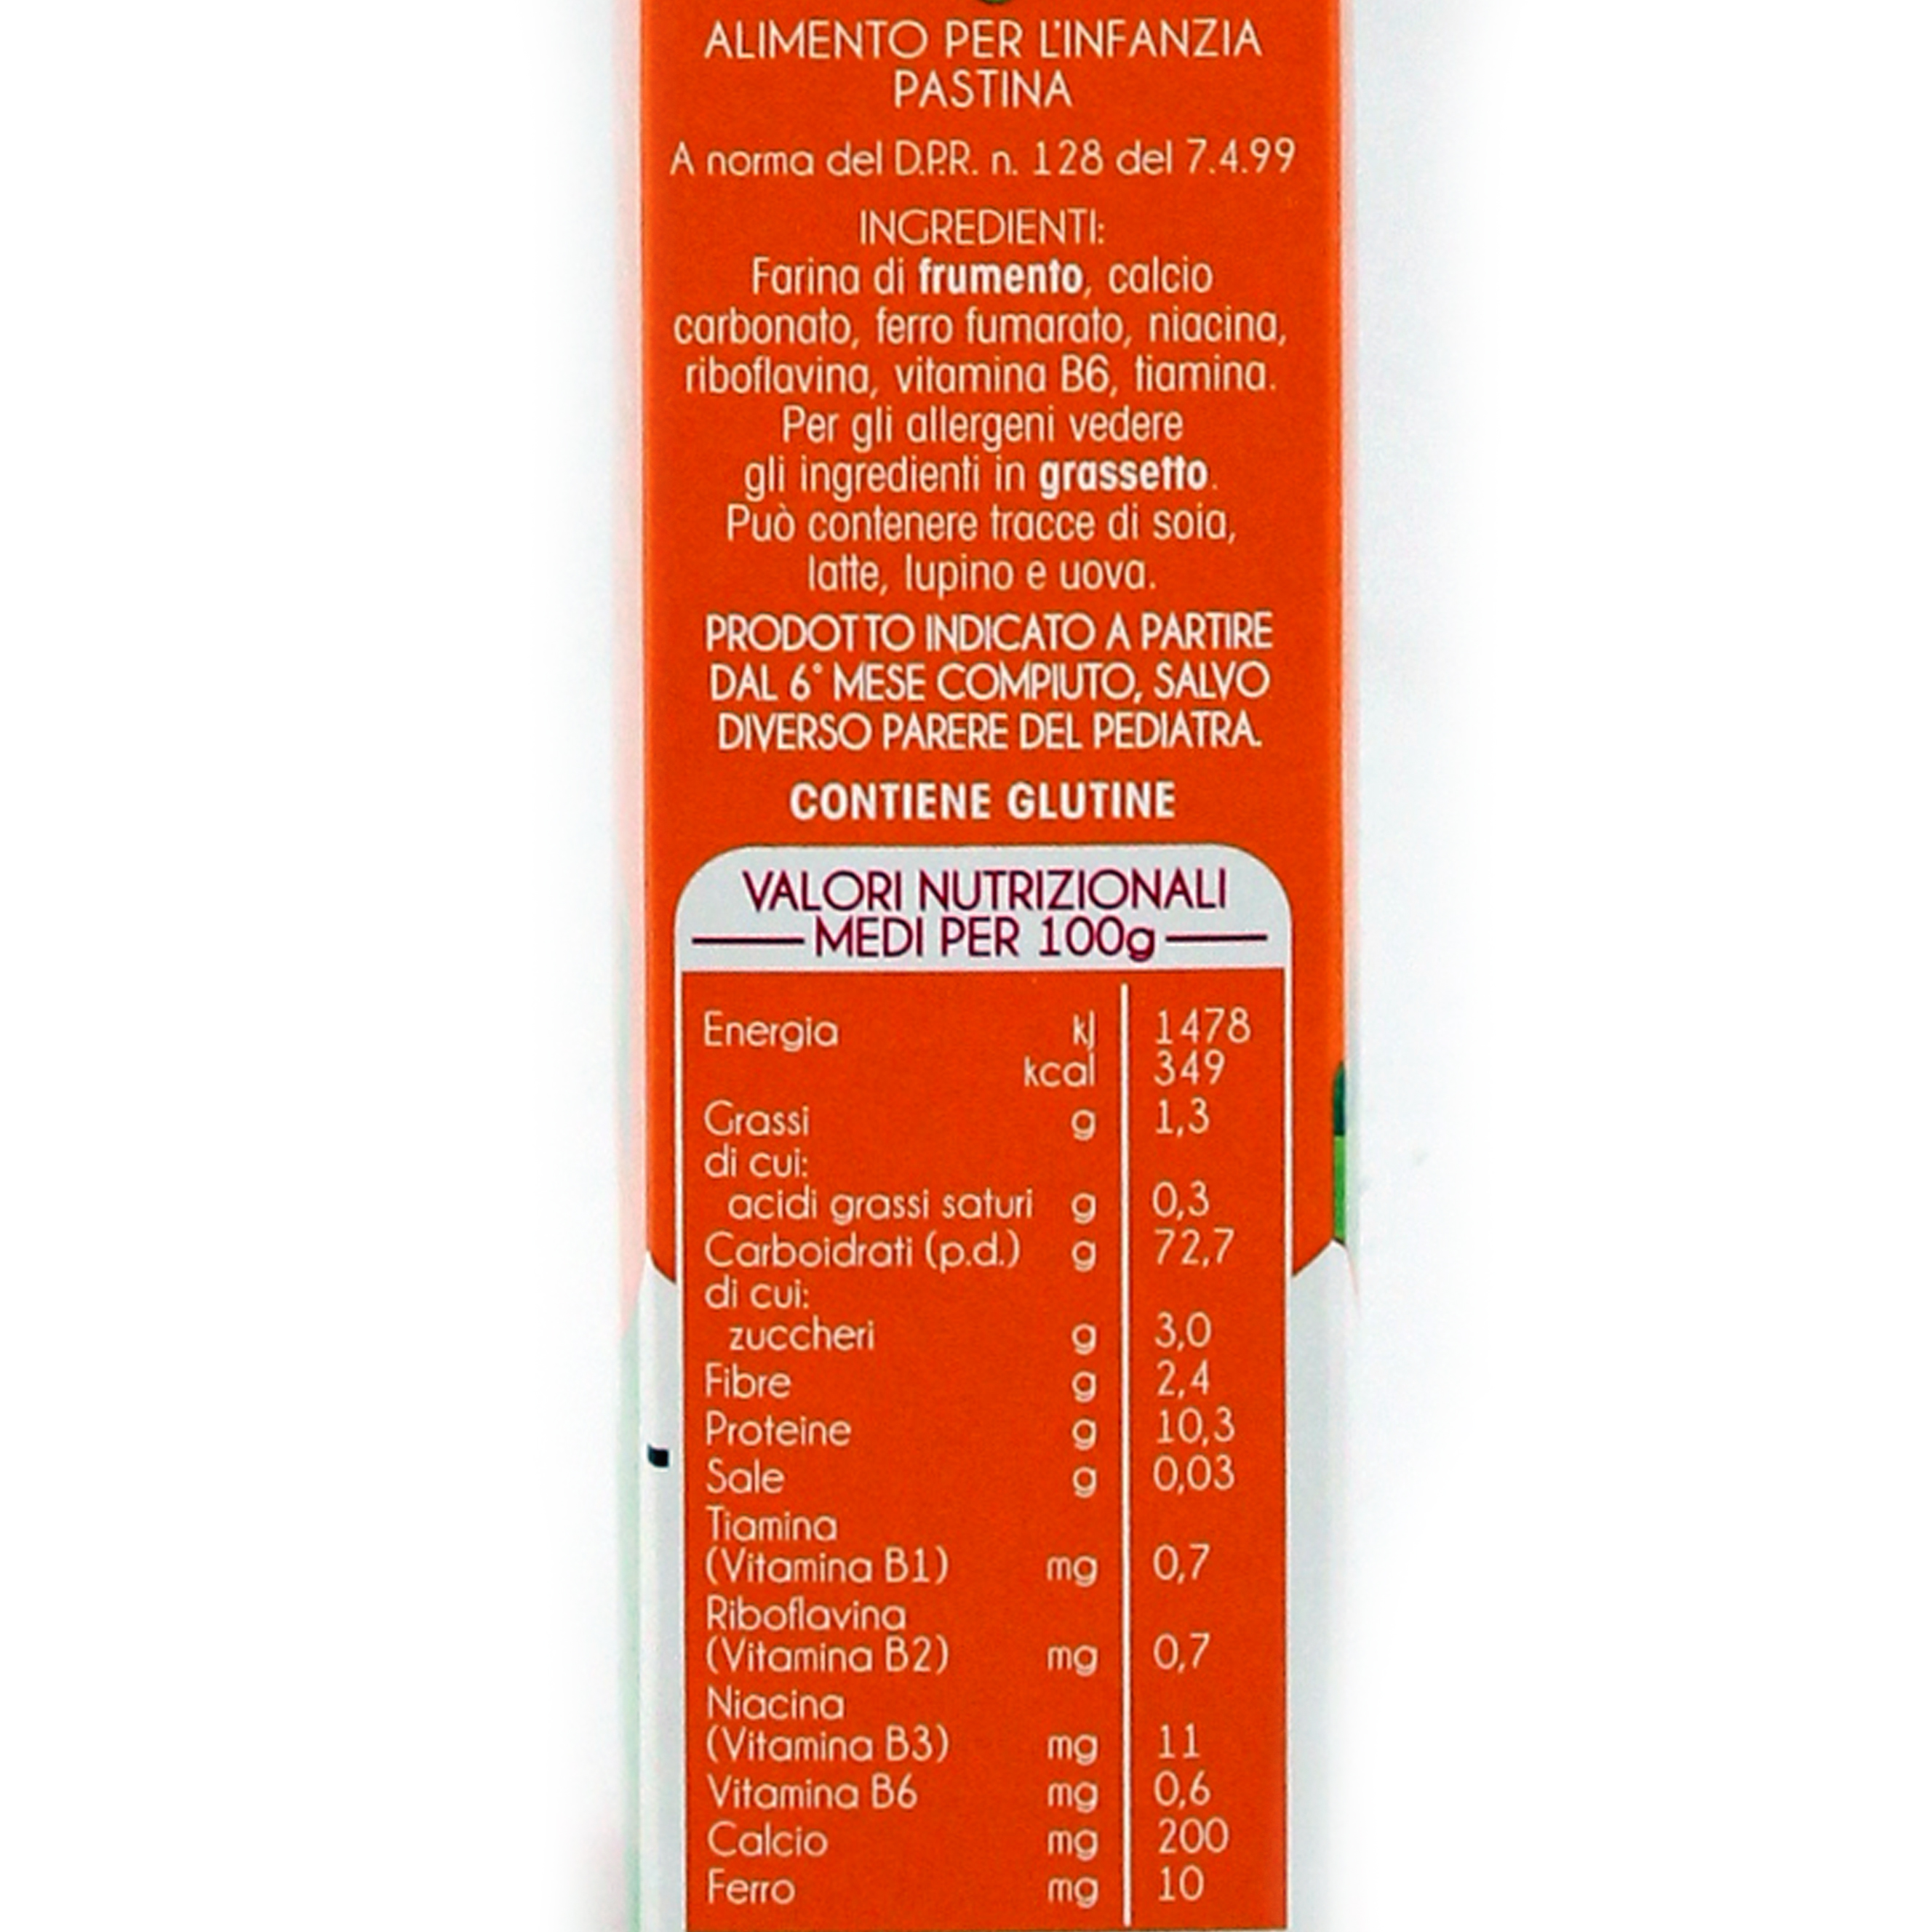 ALIMENTO PER L'INFANZIA
PASTINA
A norma del D.P.R. n. 128 del 7.4.99
INGREDIENTI:
Farina di frumento, calcio
carbonato, ferro fumarato, niacina,
riboflavina, vitamina B6, tiamina.
Per gli allergeni vedere
gli ingredienti in grassetto.
Può contenere tracce di soia,
latte, lupino e uova.
PRODOTTO INDICATO A PARTIRE
DAL 6° MESE COMPIUTO, SALVO
DIVERSO PARERE DEL PEDIATRA.
CONTIENE GLUTINE
VALORI NUTRIZIONALI
MEDI PER 100g
Energia kJ 1478
kcal 349
Grassi g 1,3
di cui:
acidi grassi saturi g 0,3
Carboidrati (p.d.) g 72,7
di cui:
zuccheri g 3,0
Fibre g 2,4
Proteine g 10,3
Sale g 0,03
Tiamina
(Vitamina B1) mg 0,7
Riboflavina
(Vitamina B2) mg 0,7
Niacina
(Vitamina B3) mg 11
Vitamina B6 mg 0,6
Calcio mg 200
Ferro mg 10